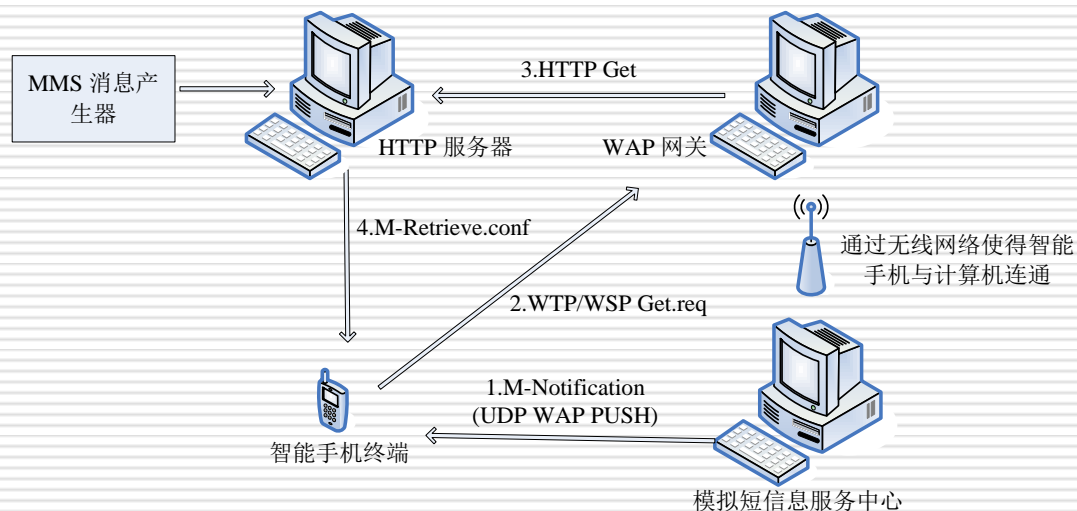 MMS 消息产
生器
3.HTTP Get
HTTP 服务器
WAP 网关
4.M-Retrieve.conf
通过无线网络使得智能
手机与计算机连通
2.WTP/WSP Get.req
1.M-Notification
(UDP WAP PUSH)
智能手机终端
模拟短信息服务中心